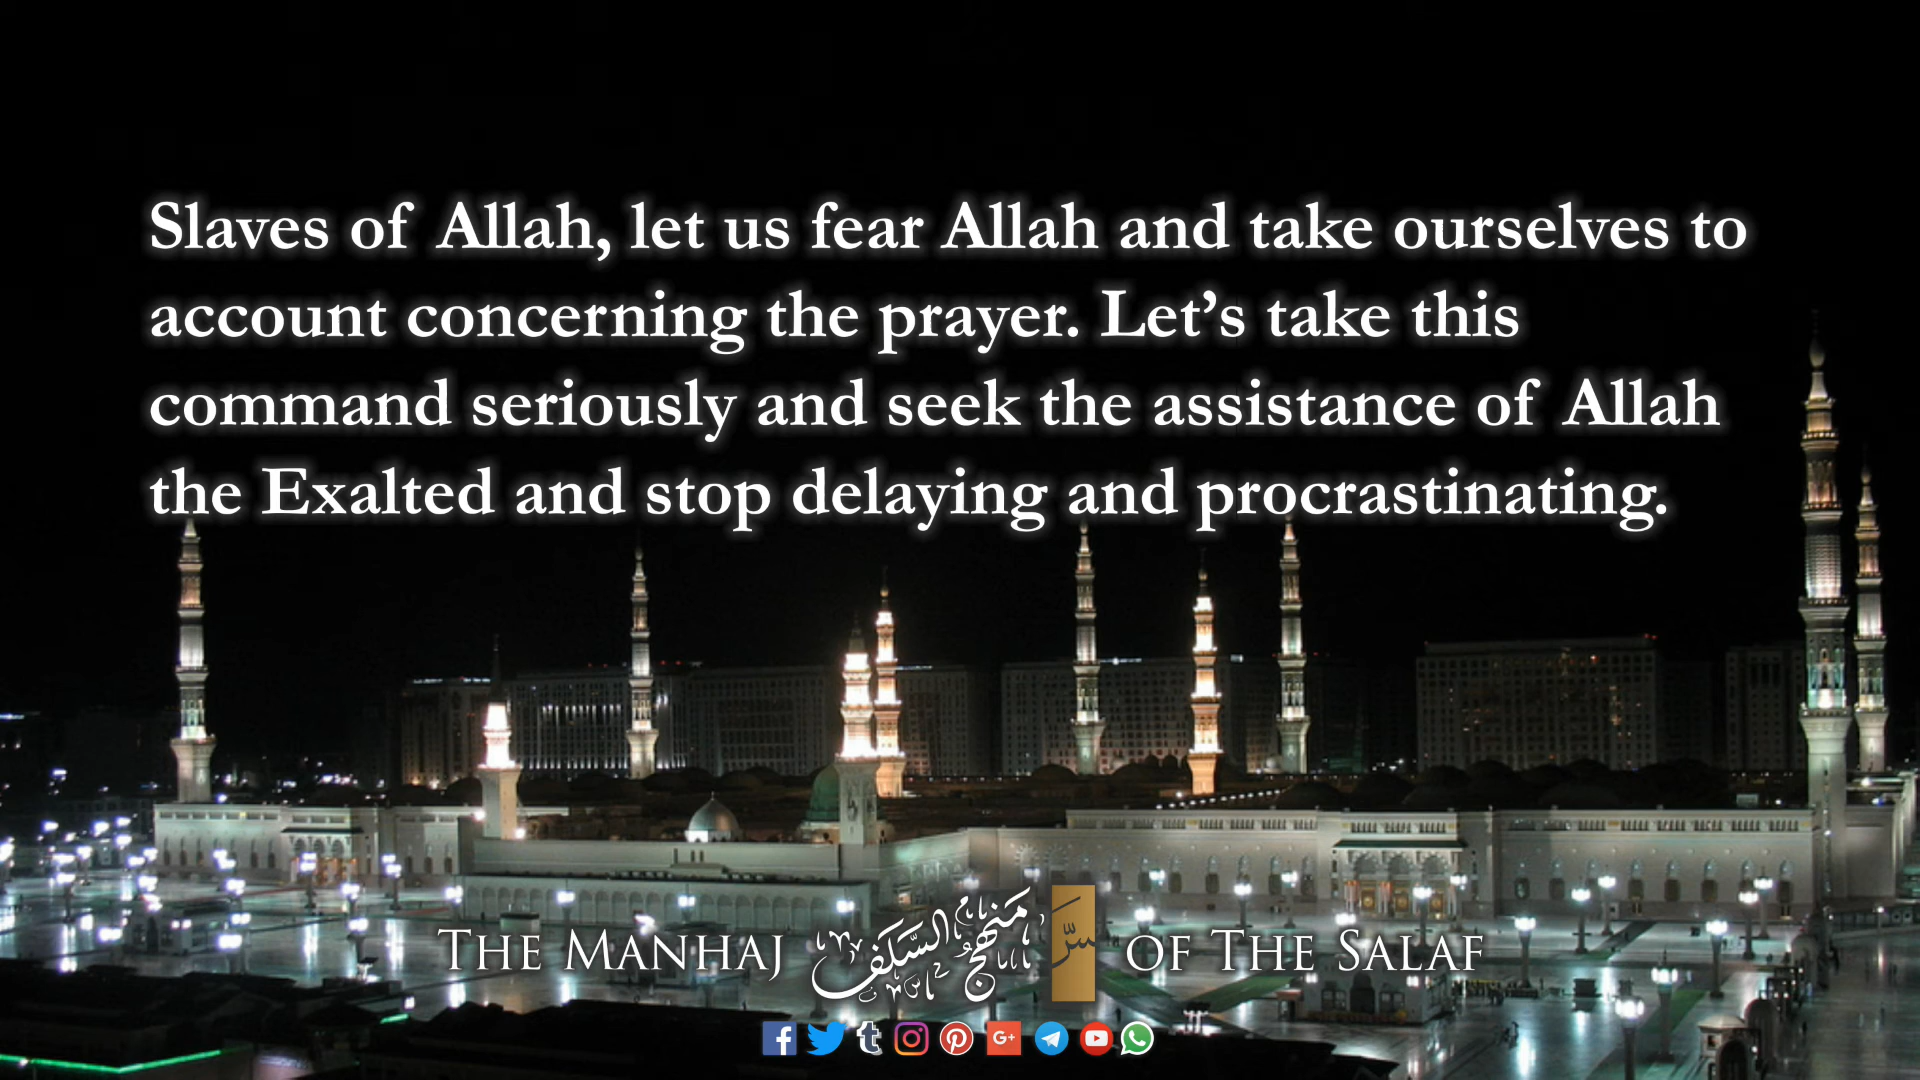 Slaves of Allah, let us fear Allah and take ourselves to
account concerning the prayer. Let’s take this
command seriously and seek the assistance of Allah
the Exalted and stop delaying and procrastinating.
THE MANHAJ مَنهَجُ السَّلَفِ OF THE SALAF